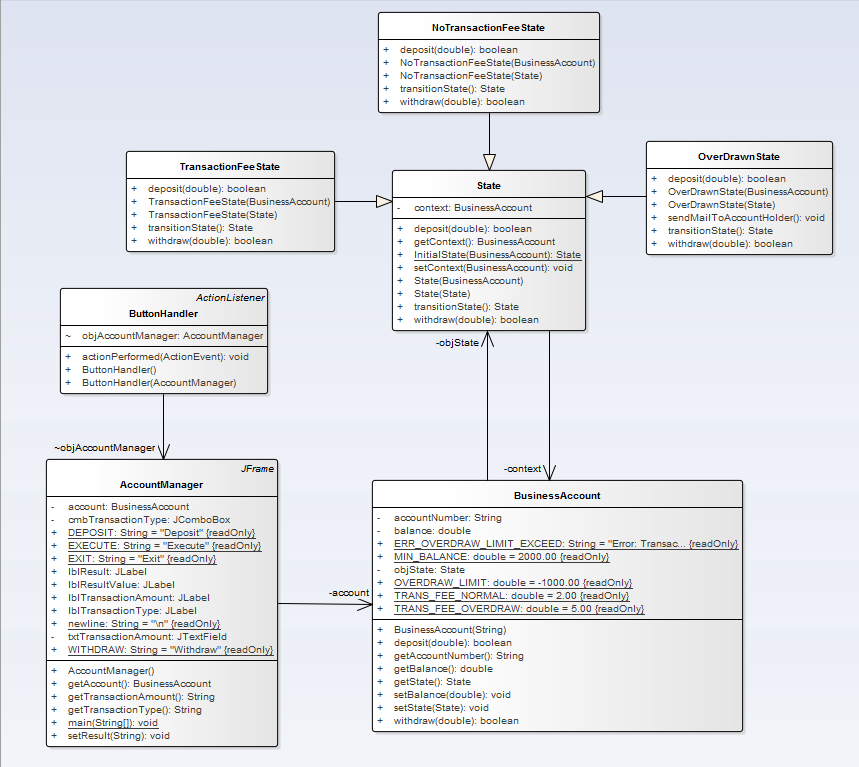 NoTransactionFeeState
+ deposit(double): boolean
+ NoTransactionFeeState(BusinessAccount)
+ NoTransactionFeeState(State)
+ transitionState(): State
+ withdraw(double): boolean
TransactionFeeState
+ deposit(double): boolean
+ TransactionFeeState(BusinessAccount)
+ TransactionFeeState(State)
+ transitionState(): State
+ withdraw(double): boolean
State
- context: BusinessAccount
+ deposit(double): boolean
+ getContext(): BusinessAccount
+ InitialState(BusinessAccount): State
+ setContext(BusinessAccount): void
+ State(BusinessAccount)
+ State(State)
+ transitionState(): State
+ withdraw(double): boolean
OverDrawnState
+ deposit(double): boolean
+ OverDrawnState(BusinessAccount)
+ OverDrawnState(State)
+ sendMailToAccountHolder(): void
+ transitionState(): State
+ withdraw(double): boolean
ActionListener
ButtonHandler
~ objAccountManager: AccountManager
+ actionPerformed(ActionEvent): void
+ ButtonHandler()
+ ButtonHandler(AccountManager)
-objState
~objAccountManager
-context
JFrame
AccountManager
- account: BusinessAccount
- cmbTransactionType: JComboBox
+ DEPOSIT: String = "Deposit" {readOnly}
+ EXECUTE: String = "Execute" {readOnly}
+ EXIT: String = "Exit" {readOnly}
+ lblResult: JLabel
+ lblResultValue: JLabel
+ lblTransactionAmount: JLabel
+ lblTransactionType: JLabel
+ newline: String = "\n" {readOnly}
- txtTransactionAmount: JTextField
+ WITHDRAW: String = "Withdraw" {readOnly}
+ AccountManager()
+ getAccount(): BusinessAccount
+ getTransactionAmount(): String
+ getTransactionType(): String
+ main(String[]): void
+ setResult(String): void
-account
BusinessAccount
- accountNumber: String
- balance: double
+ ERR_OVERDRAW_LIMIT_EXCEED: String = "Error: Transac... {readOnly}
+ MIN_BALANCE: double = 2000.00 {readOnly}
- objState: State
+ OVERDRAW_LIMIT: double = -1000.00 {readOnly}
+ TRANS_FEE_NORMAL: double = 2.00 {readOnly}
+ TRANS_FEE_OVERDRAW: double = 5.00 {readOnly}
+ BusinessAccount(String)
+ deposit(double): boolean
+ getAccountNumber(): String
+ getBalance(): double
+ getState(): State
+ setBalance(double): void
+ setState(State): void
+ withdraw(double): boolean